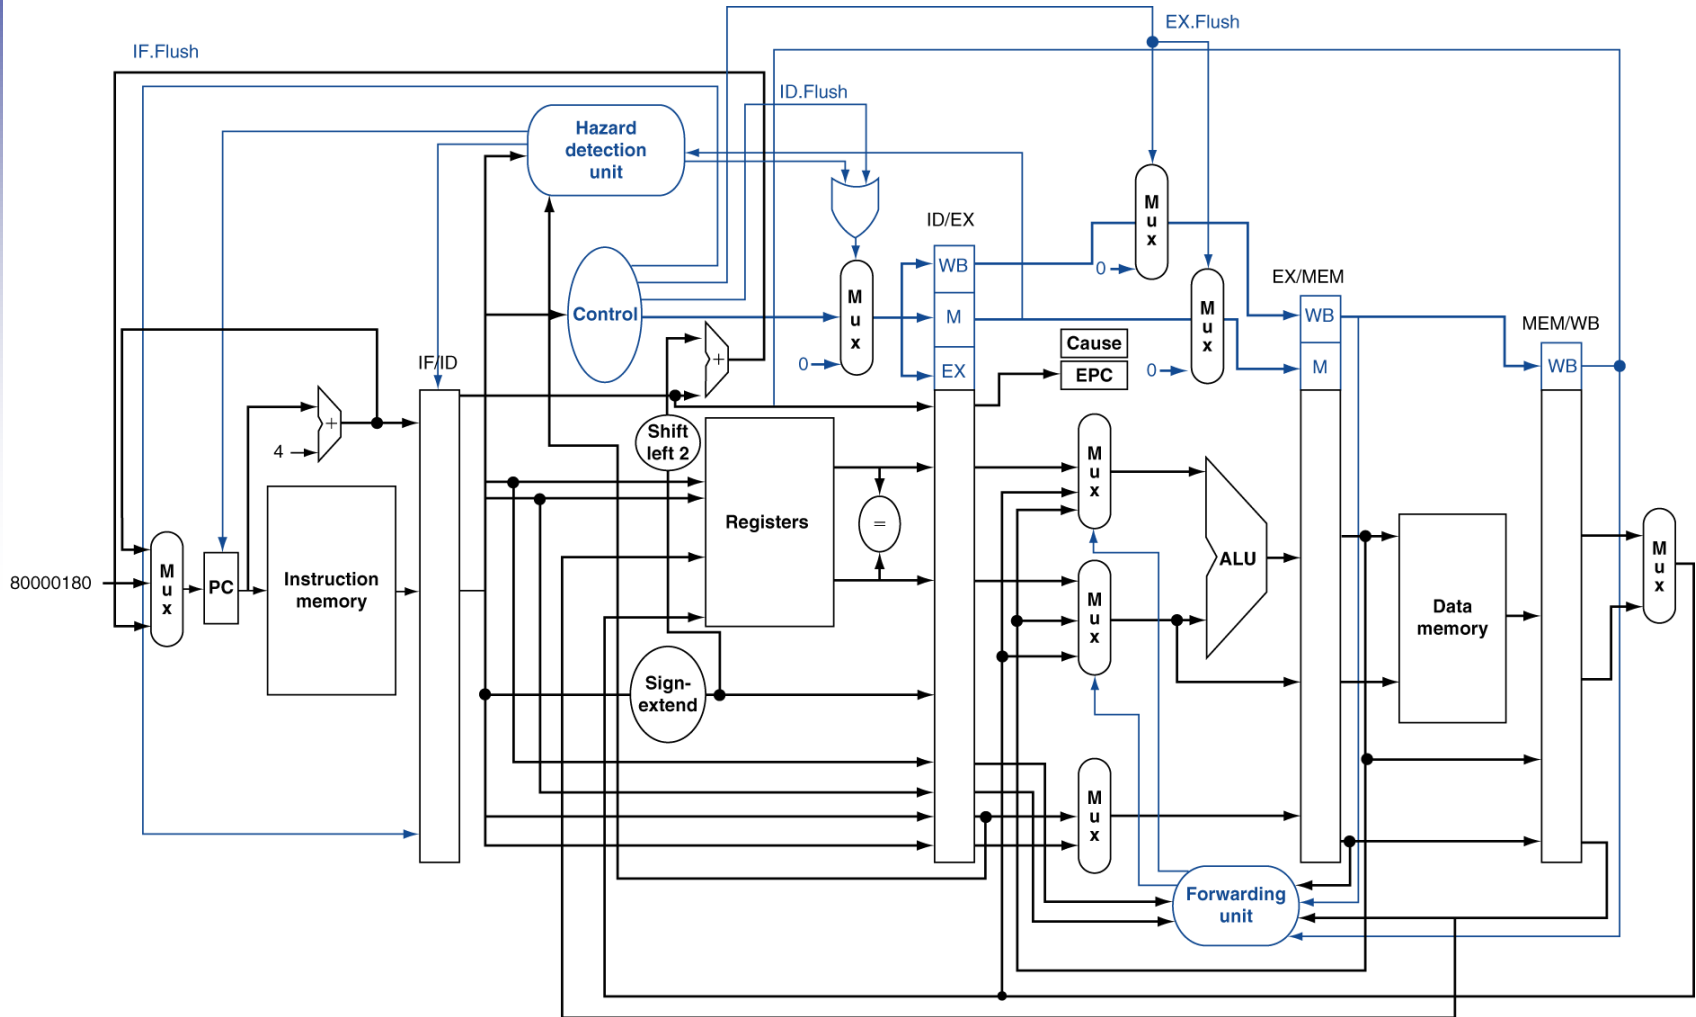 EX.Flush
IF.Flush
ID.Flush
Hazard
detection
unit
M
u
x
ID/EX
WB
0
M
u
x
EX/MEM
WB
M
u
x
Control
M
MEM/WB
Cause
+
IF/ID
0
EX
EPC
0
M
WB
+
4
Shift
left 2
M
u
x
Registers
=
M
u
x
80000180
M
u
x
PC
Instruction
memory
ALU
M
u
x
Data
memory
Sign-
extend
M
u
x
Forwarding
unit